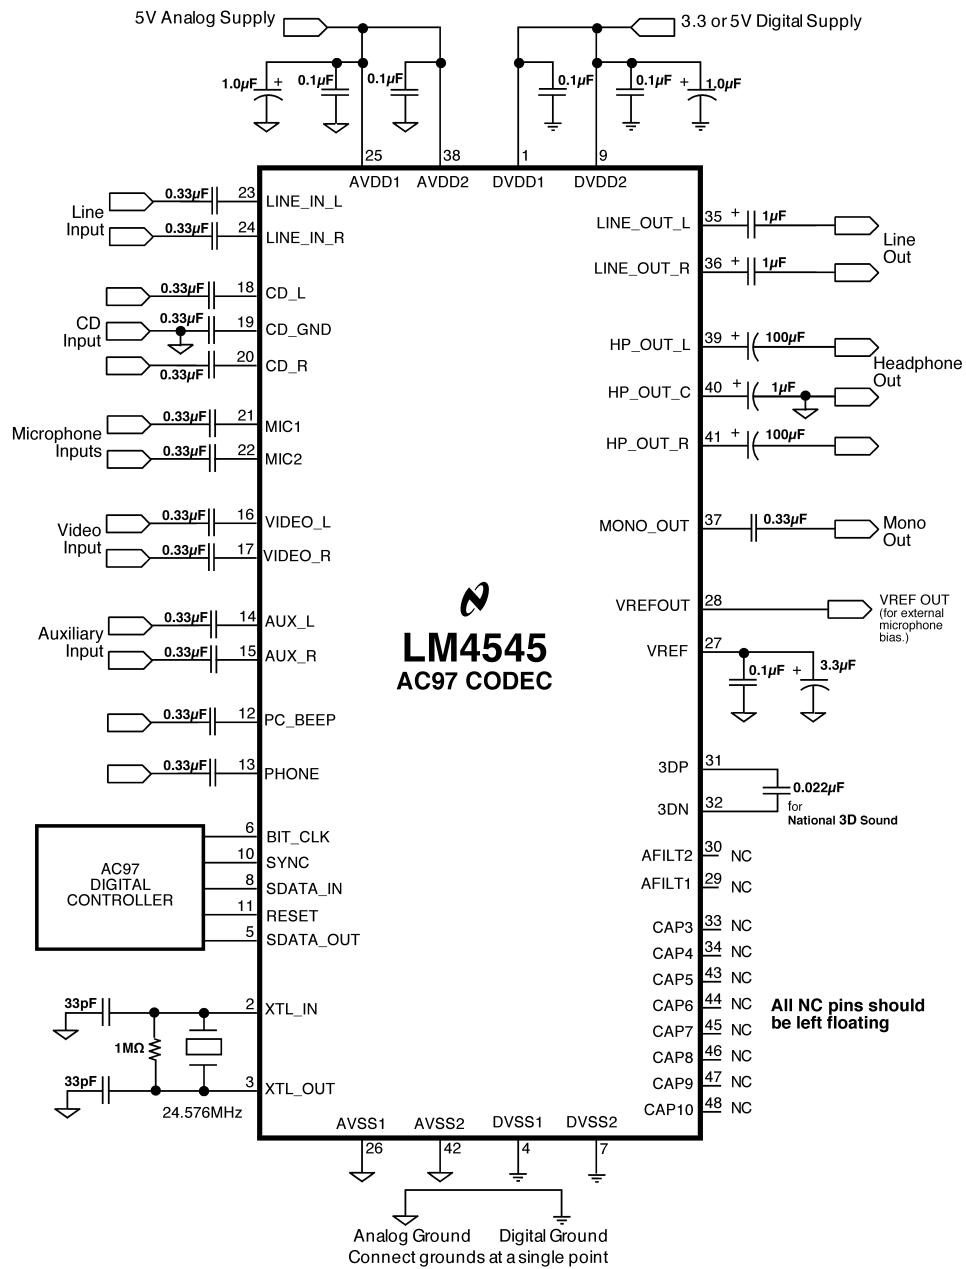 5V Analog Supply
3.3 or 5V Digital Supply
1.0µF +
0.1µF
0.1µF
0.1µF
0.1µF
+ 1.0µF
25
38
1
9
AVDD1
AVDD2
DVDD1
DVDD2
Line
Input
0.33µF
23
LINE_IN_L
0.33µF
24
LINE_IN_R
CD
Input
0.33µF
18
CD_L
0.33µF
19
CD_GND
0.33µF
20
CD_R
Microphone
Inputs
0.33µF
21
MIC1
0.33µF
22
MIC2
Video
Input
0.33µF
16
VIDEO_L
0.33µF
17
VIDEO_R
Auxiliary
Input
0.33µF
14
AUX_L
0.33µF
15
AUX_R
0.33µF
12
PC_BEEP
0.33µF
13
PHONE
AC97
DIGITAL
CONTROLLER
6
BIT_CLK
10
SYNC
8
SDATA_IN
11
RESET
5
SDATA_OUT
33pF
2
XTL_IN
1MΩ
33pF
3
XTL_OUT
24.576MHz
LM4545
AC97 CODEC
LINE_OUT_L
35
+
1µF
LINE_OUT_R
36
+
1µF
Line
Out
HP_OUT_L
39
+
100µF
HP_OUT_C
40
+
1µF
HP_OUT_R
41
+
100µF
Headphone
Out
MONO_OUT
37
0.33µF
Mono
Out
VREFOUT
28
VREF OUT
(for external
microphone
bias.)
VREF
27
0.1µF
+
3.3µF
3DP
31
3DN
32
0.022µF
for
National 3D Sound
AFILT2
30
NC
AFILT1
29
NC
CAP3
33
NC
CAP4
34
NC
CAP5
43
NC
CAP6
44
NC
CAP7
45
NC
CAP8
46
NC
CAP9
47
NC
CAP10
48
NC
All NC pins should
be left floating
AVSS1
AVSS2
DVSS1
DVSS2
26
42
4
7
Analog Ground
Digital Ground
Connect grounds at a single point